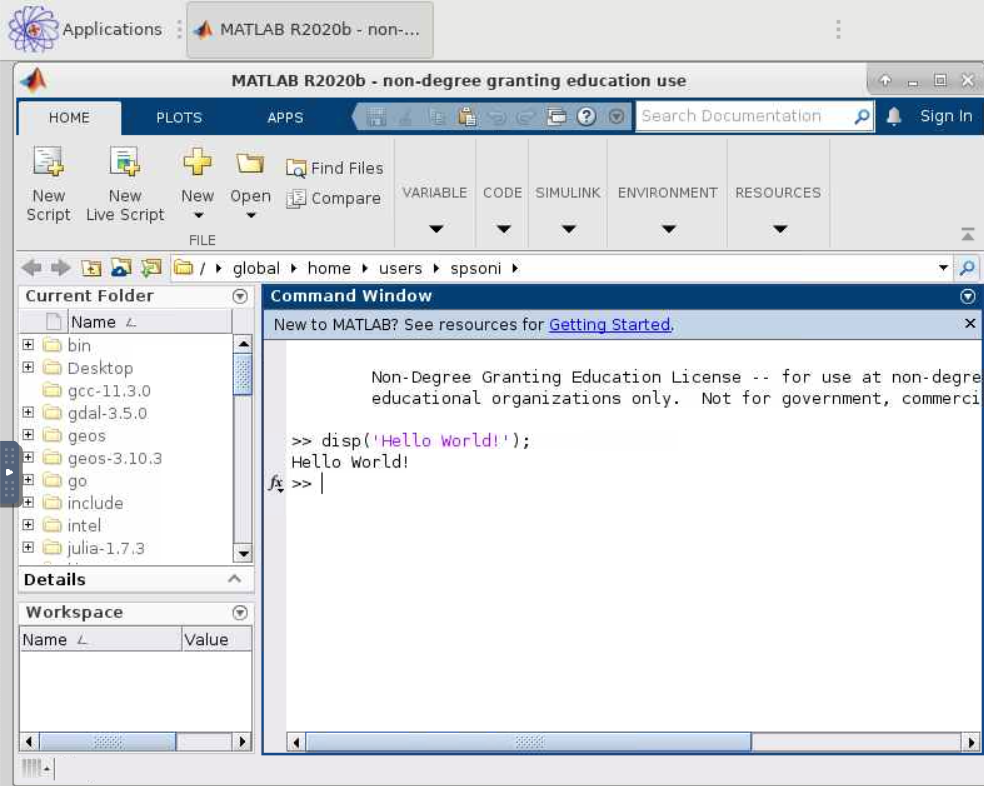 Applications
MATLAB R2020b - non-...
MATLAB R2020b - non-degree granting education use
HOME PLOTS APPS
Search Documentation
Sign In
New Script
New Live Script
New
Open
Find Files
Compare
FILE
VARIABLE
CODE
SIMULINK
ENVIRONMENT
RESOURCES
/ global home users spsoni
Current Folder
Name
bin
Desktop
gcc-11.3.0
gdal-3.5.0
geos
geos-3.10.3
go
include
intel
julia-1.7.3
Details
Workspace
Name Value
Command Window
New to MATLAB? See resources for Getting Started.
Non-Degree Granting Education License -- for use at non-degre
educational organizations only. Not for government, commerci
>> disp('Hello World!');
Hello World!
fx >>